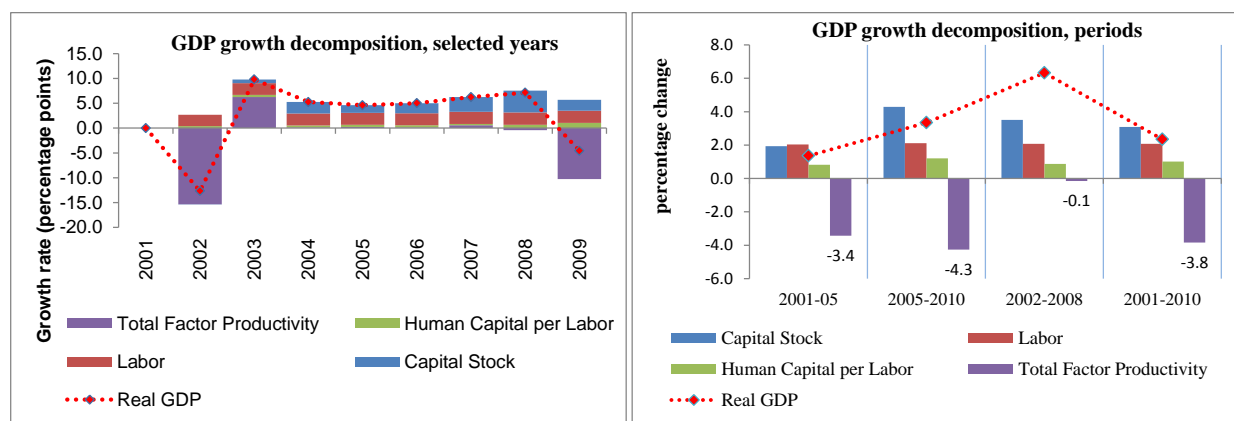 GDP growth decomposition, selected years
Growth rate (percentage points)
15.0
10.0
5.0
0.0
-5.0
-10.0
-15.0
-20.0
2001
2002
2003
2004
2005
2006
2007
2008
2009
Total Factor Productivity
Human Capital per Labor
Labor
Capital Stock
Real GDP
GDP growth decomposition, periods
percentage change
8.0
6.0
4.0
2.0
0.0
-2.0
-4.0
-6.0
-3.4
-4.3
-0.1
-3.8
2001-05
2005-2010
2002-2008
2001-2010
Capital Stock
Labor
Human Capital per Labor
Total Factor Productivity
Real GDP